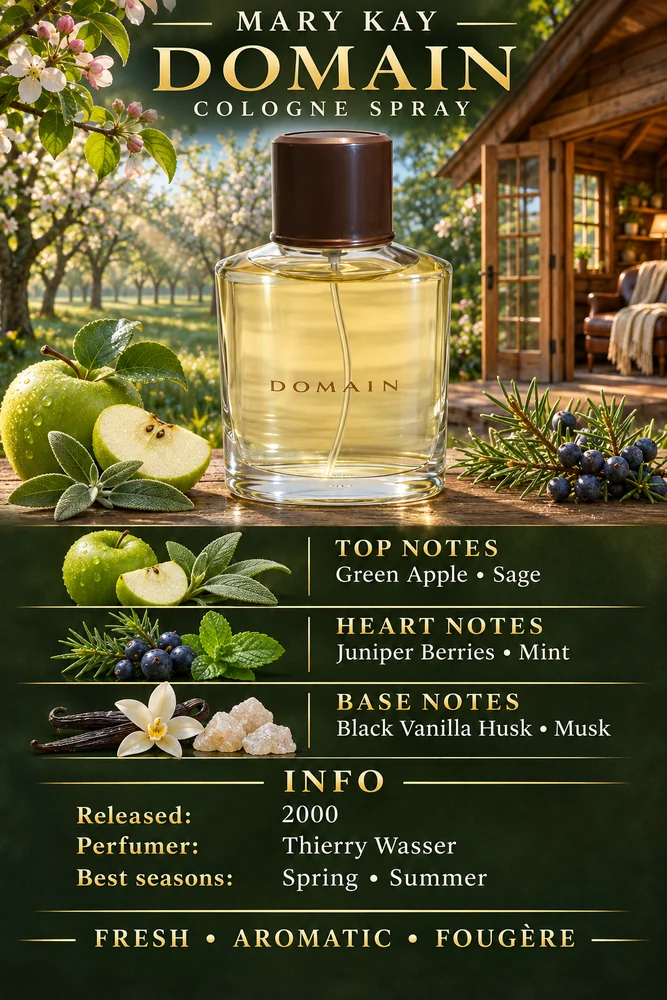 MARY KAY
DOMAIN
COLOGNE SPRAY
DOMAIN
TOP NOTES
Green Apple • Sage
HEART NOTES
Juniper Berries • Mint
BASE NOTES
Black Vanilla Husk • Musk
INFO
Released: 2000
Perfumer: Thierry Wasser
Best seasons: Spring • Summer
FRESH • AROMATIC • FOUGÈRE